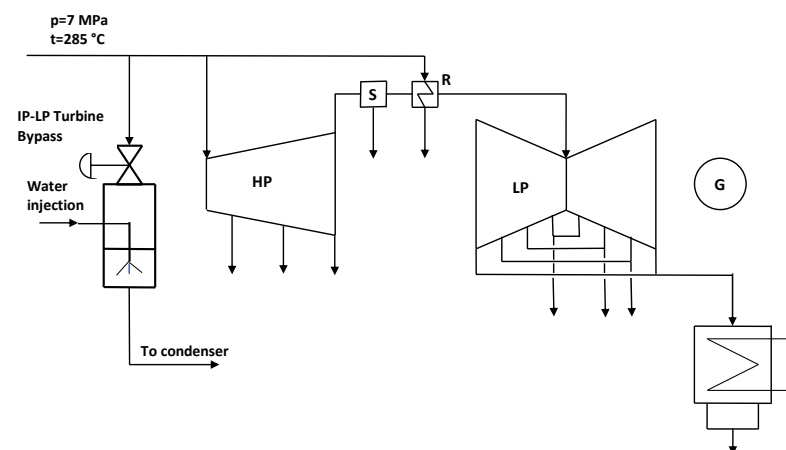 p=7 MPa
t=285 °C
R
S
IP-LP Turbine
Bypass
HP
LP
G
Water
injection
To condenser